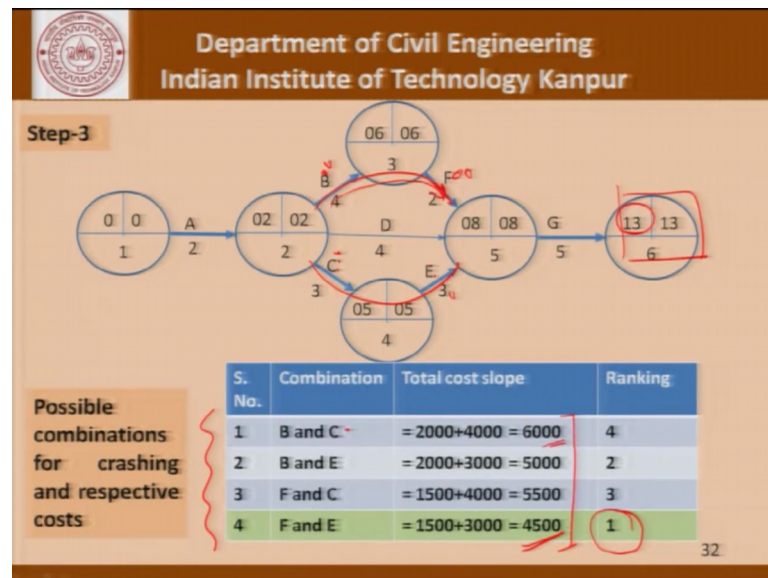 Department of Civil Engineering
Indian Institute of Technology Kanpur
Step-3
06 06
3
B
4
F
2
0 0
1
A
2
02 02
2
D
4
08 08
5
G
5
13 13
6
C
3
E
3
05 05
4
Possible
combinations
for crashing
and respective
costs
S. No. Combination Total cost slope Ranking
1 B and C = 2000+4000 = 6000 4
2 B and E = 2000+3000 = 5000 2
3 F and C = 1500+4000 = 5500 3
4 F and E = 1500+3000 = 4500 1
32